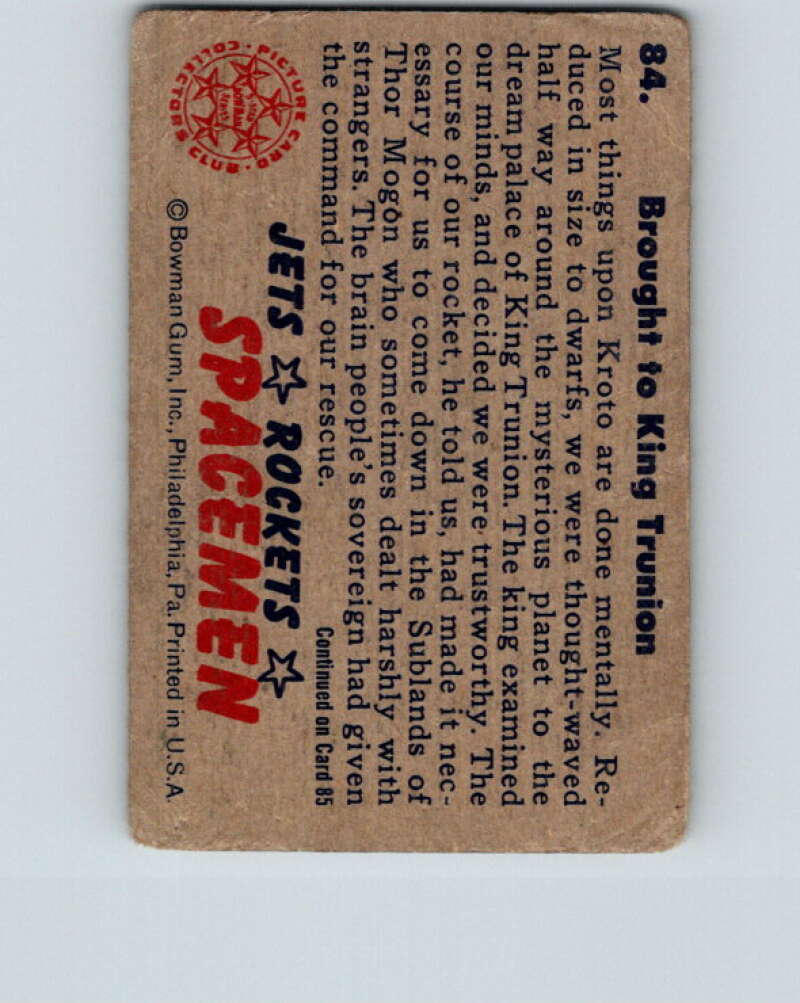 84. Brought to King Trunion
Most things upon Kroto are done mentally. Re-
duced in size to dwarfs, we were thought-waved
half way around the mysterious planet to the
dream palace of King Trunion. The king examined
our minds, and decided we were trustworthy. The
course of our rocket, he told us, had made it nec-
essary for us to come down in the Sublands of
Thor Mogon who sometimes dealt harshly with
strangers. The brain people's sovereign had given
the command for our rescue.
Continued on Card 85
JETS ☆ ROCKETS ☆
SPACEMEN
PICTURE CARD COLLECTORS CLUB
© Bowman Gum, Inc., Philadelphia, Pa. Printed in U.S.A.